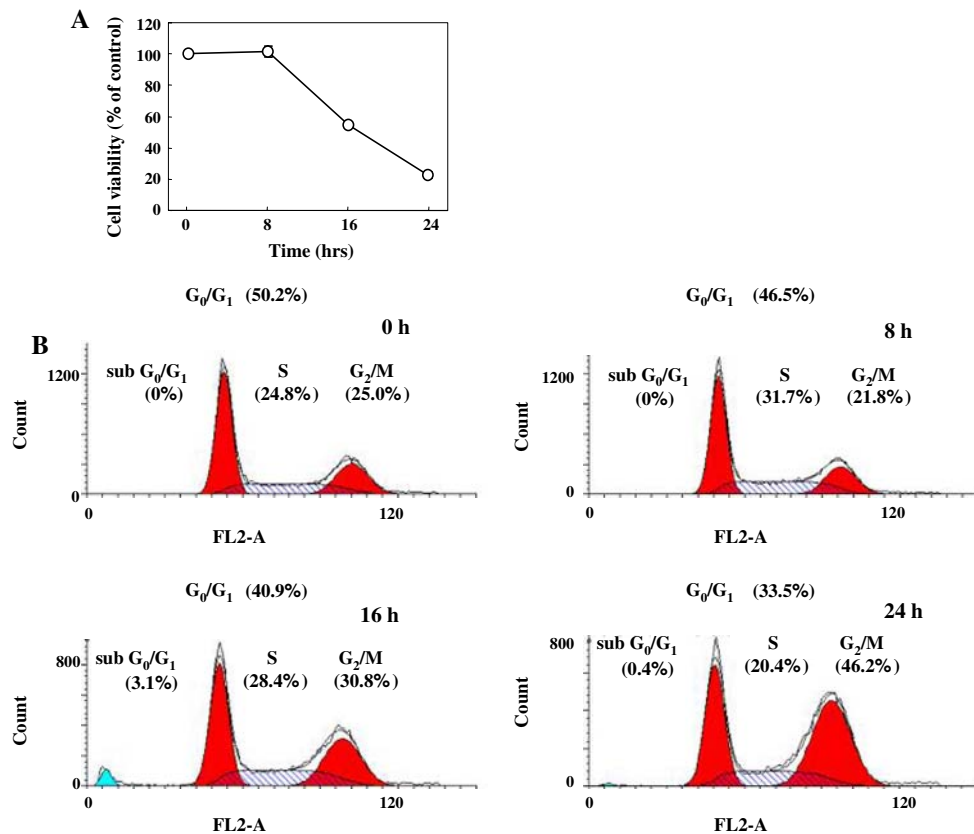 A
120
100
80
60
40
20
0
Cell viability (% of control)
0 8 16 24
Time (hrs)
B
G₀/G₁ (50.2%)
0 h
1200
sub G₀/G₁ S G₂/M
(0%) (24.8%) (25.0%)
Count
0
0 120
FL2-A
G₀/G₁ (46.5%)
8 h
1200
sub G₀/G₁ S G₂/M
(0%) (31.7%) (21.8%)
Count
0
0 120
FL2-A
G₀/G₁ (40.9%)
16 h
800
sub G₀/G₁ S G₂/M
(3.1%) (28.4%) (30.8%)
Count
0
0 120
FL2-A
G₀/G₁ (33.5%)
24 h
800
sub G₀/G₁ S G₂/M
(0.4%) (20.4%) (46.2%)
Count
0
0 120
FL2-A